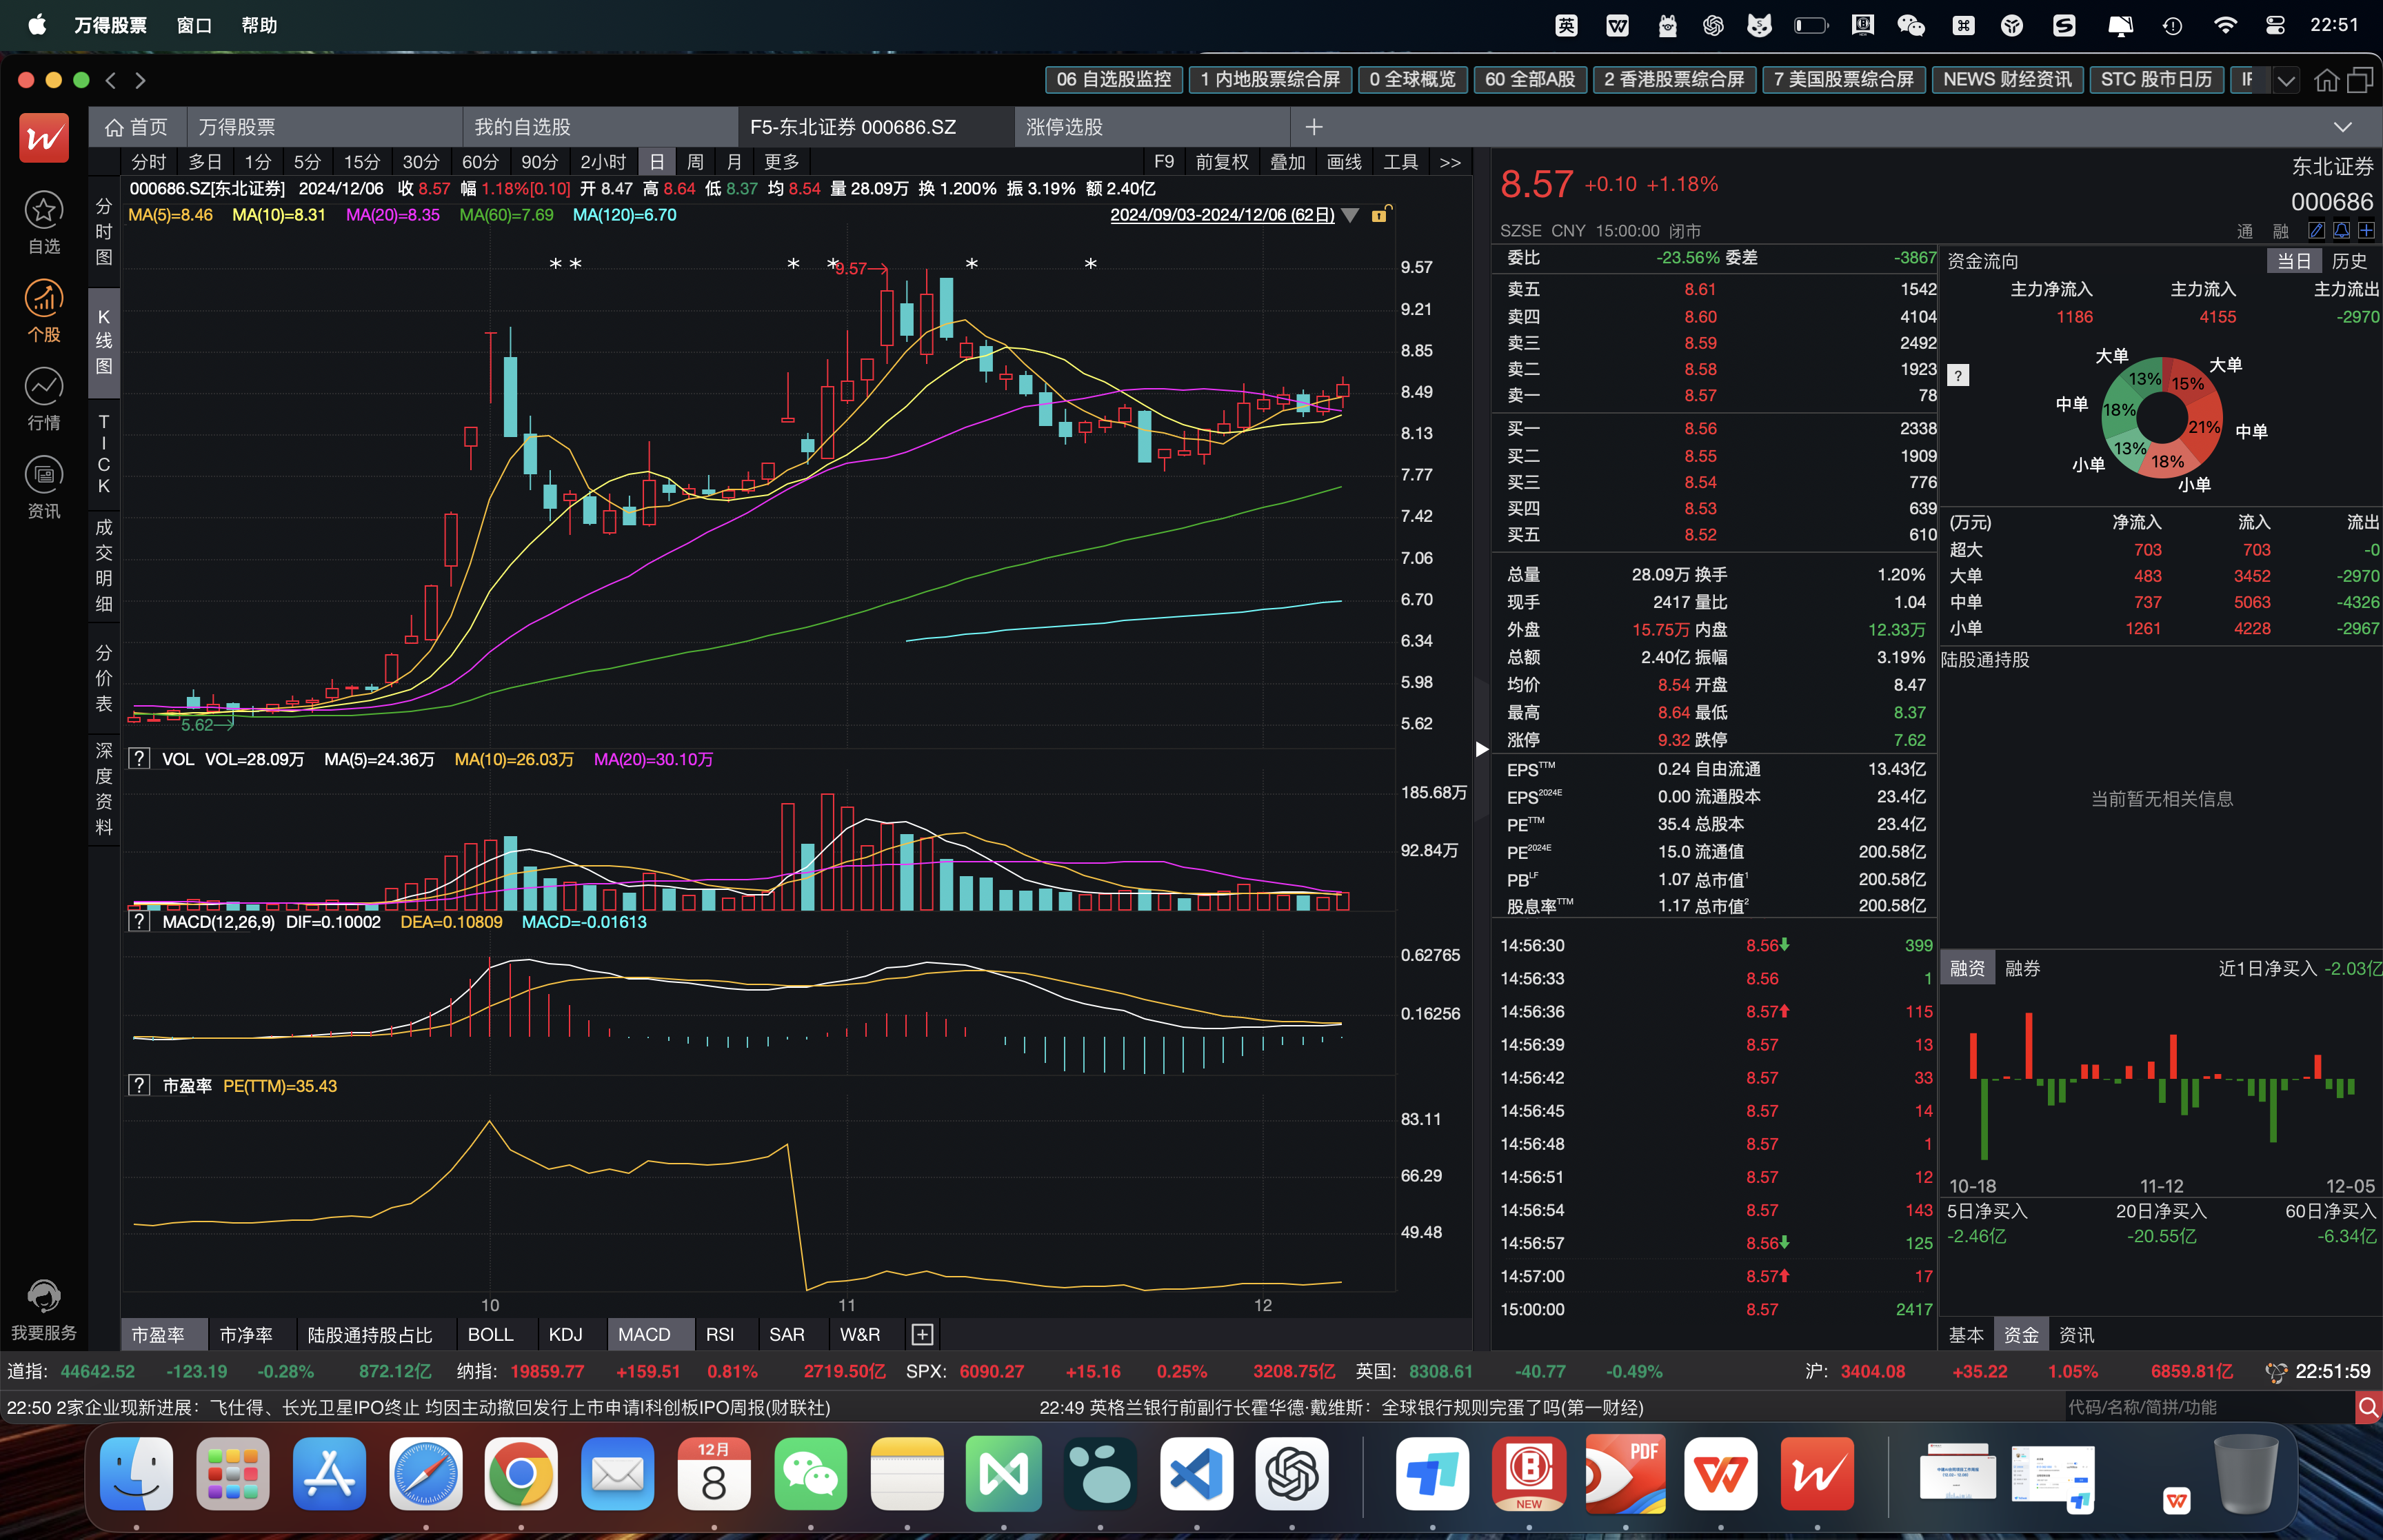 万得股票 窗口 帮助 英 22:51
06 自选股监控 1 内地股票综合屏 0 全球概览 60 全部A股 2 香港股票综合屏 7 美国股票综合屏 NEWS 财经资讯 STC 股市日历
首页 万得股票 我的自选股 F5-东北证券 000686.SZ 涨停选股
自选
个股
行情
资讯
我要服务
分时图
K线图
TICK
成交明细
分价表
深度资料
分时 多日 1分 5分 15分 30分 60分 90分 2小时 日 周 月 更多 F9 前复权 叠加 画线 工具 >>
000686.SZ[东北证券] 2024/12/06 收 8.57 幅 1.18%[0.10] 开 8.47 高 8.64 低 8.37 均 8.54 量 28.09万 换 1.200% 振 3.19% 额 2.40亿
MA(5)=8.46 MA(10)=8.31 MA(20)=8.35 MA(60)=7.69 MA(120)=6.70 2024/09/03-2024/12/06 (62日)
* * * * * *
9.57
5.62
9.57
9.21
8.85
8.49
8.13
7.77
7.42
7.06
6.70
6.34
5.98
5.62
? VOL VOL=28.09万 MA(5)=24.36万 MA(10)=26.03万 MA(20)=30.10万
185.68万
92.84万
? MACD(12,26,9) DIF=0.10002 DEA=0.10809 MACD=-0.01613
0.62765
0.16256
? 市盈率 PE(TTM)=35.43
83.11
66.29
49.48
10 11 12
市盈率 市净率 陆股通持股占比 BOLL KDJ MACD RSI SAR W&R
8.57 +0.10 +1.18% 东北证券
000686
SZSE CNY 15:00:00 闭市 通 融
委比 -23.56% 委差 -3867
卖五 8.61 1542
卖四 8.60 4104
卖三 8.59 2492
卖二 8.58 1923
卖一 8.57 78
买一 8.56 2338
买二 8.55 1909
买三 8.54 776
买四 8.53 639
买五 8.52 610
总量 28.09万 换手 1.20%
现手 2417 量比 1.04
外盘 15.75万 内盘 12.33万
总额 2.40亿 振幅 3.19%
均价 8.54 开盘 8.47
最高 8.64 最低 8.37
涨停 9.32 跌停 7.62
EPSTTM 0.24 自由流通 13.43亿
EPS2024E 0.00 流通股本 23.4亿
PETTM 35.4 总股本 23.4亿
PE2024E 15.0 流通值 200.58亿
PBLF 1.07 总市值1 200.58亿
股息率TTM 1.17 总市值2 200.58亿
14:56:30 8.56 399
14:56:33 8.56 1
14:56:36 8.57 115
14:56:39 8.57 13
14:56:42 8.57 33
14:56:45 8.57 14
14:56:48 8.57 1
14:56:51 8.57 12
14:56:54 8.57 143
14:56:57 8.56 125
14:57:00 8.57 17
15:00:00 8.57 2417
资金流向 当日 历史
主力净流入 主力流入 主力流出
1186 4155 -2970
?
大单 13% 15% 大单
中单 18% 21% 中单
小单 13% 18% 小单
(万元) 净流入 流入 流出
超大 703 703 -0
大单 483 3452 -2970
中单 737 5063 -4326
小单 1261 4228 -2967
陆股通持股
当前暂无相关信息
融资 融券 近1日净买入 -2.03亿
10-18 11-12 12-05
5日净买入 20日净买入 60日净买入
-2.46亿 -20.55亿 -6.34亿
基本 资金 资讯
道指: 44642.52 -123.19 -0.28% 872.12亿 纳指: 19859.77 +159.51 0.81% 2719.50亿 SPX: 6090.27 +15.16 0.25% 3208.75亿 英国: 8308.61 -40.77 -0.49% 沪: 3404.08 +35.22 1.05% 6859.81亿 22:51:59
22:50 2家企业现新进展：飞仕得、长光卫星IPO终止 均因主动撤回发行上市申请I科创板IPO周报(财联社) 22:49 英格兰银行前副行长霍华德·戴维斯：全球银行规则完蛋了吗(第一财经) 代码/名称/简拼/功能
12月
8
NEW
PDF